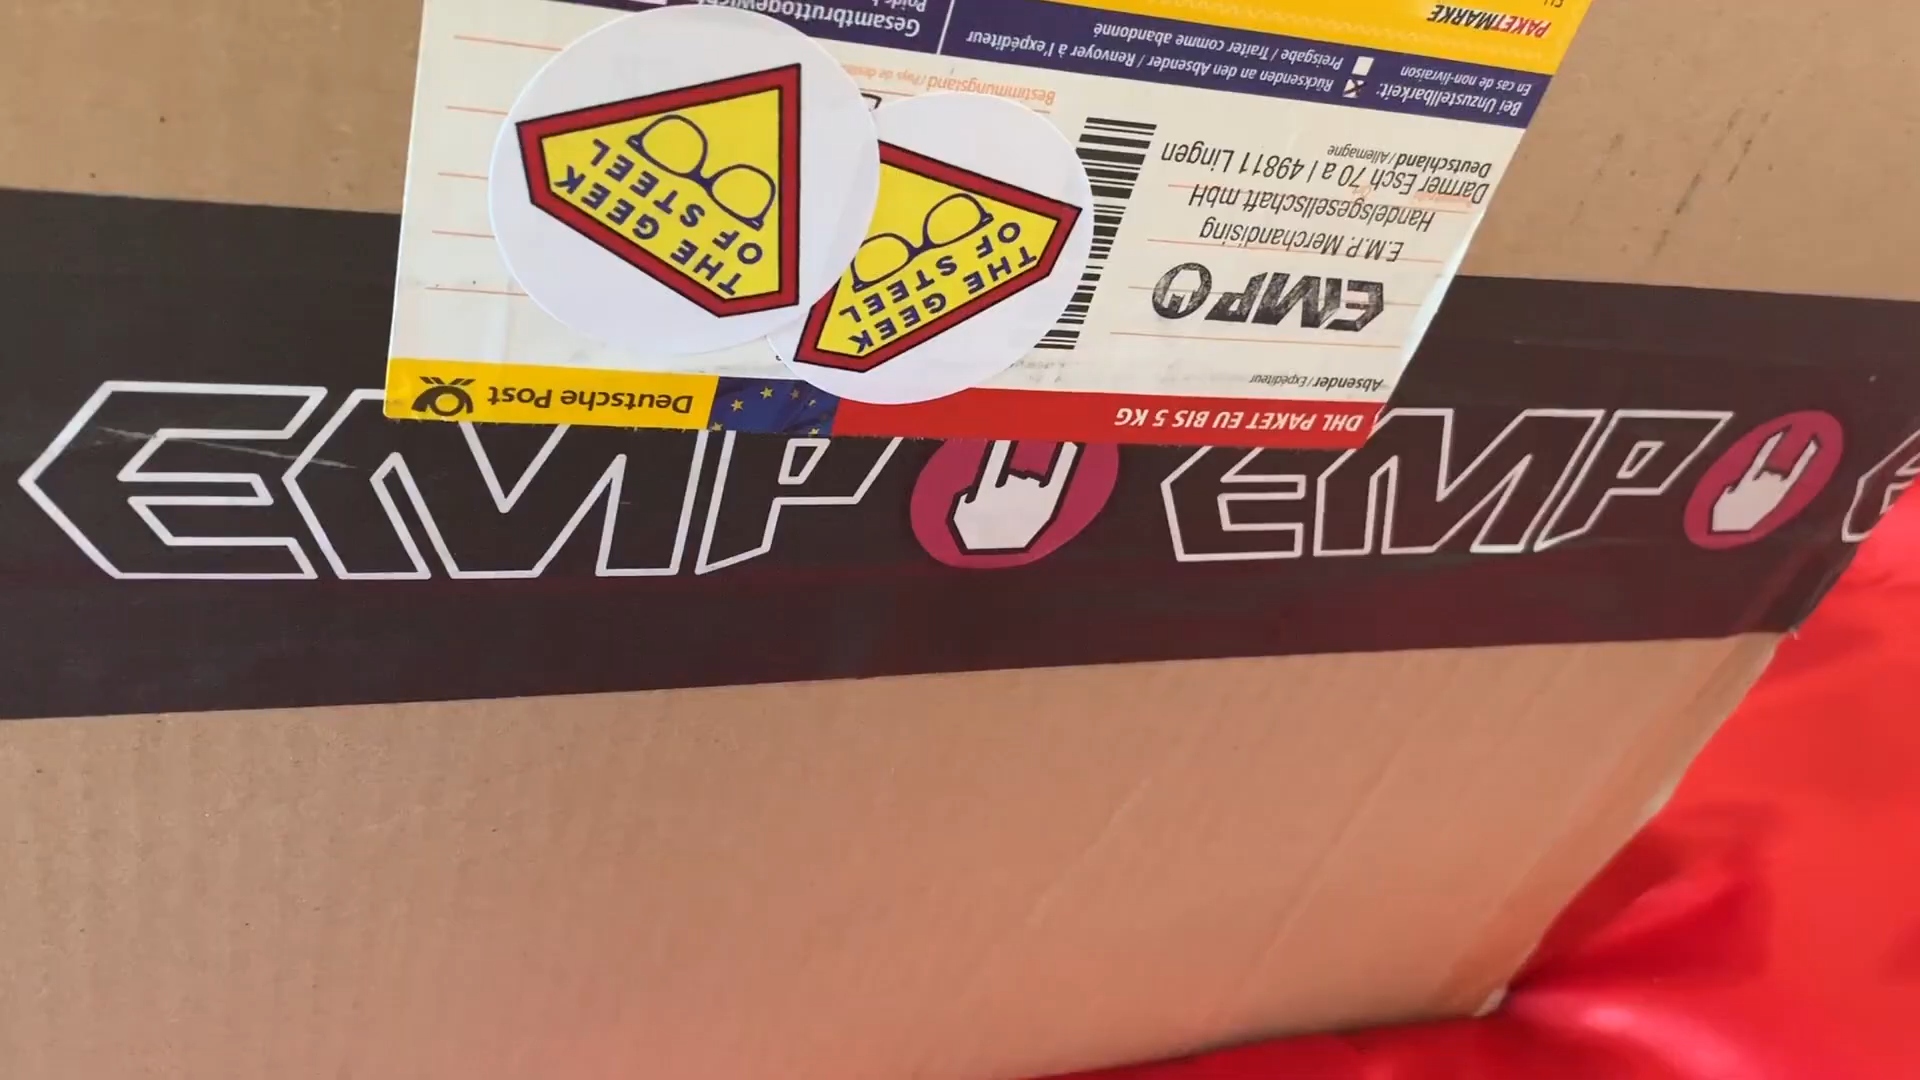 DHL PAKET EU BIS 5 KG
Deutsche Post
Absender / Expéditeur
EMP
E.M.P. Merchandising
Handelsgesellschaft mbH
Darmer Esch 70 a | 49811 Lingen
Deutschland / Allemagne
Bei Unzustellbarkeit:
En cas de non-livraison
Rücksenden an den Absender / Renvoyer à l'expéditeur
Preisgabe / Traiter comme abandonné
PAKETMARKE
Bestimmungsland / Pays de
Gesamtbruttogewicht
THE GEEK
OF STEEL
THE GEEK
OF STEEL
EMP EMP E